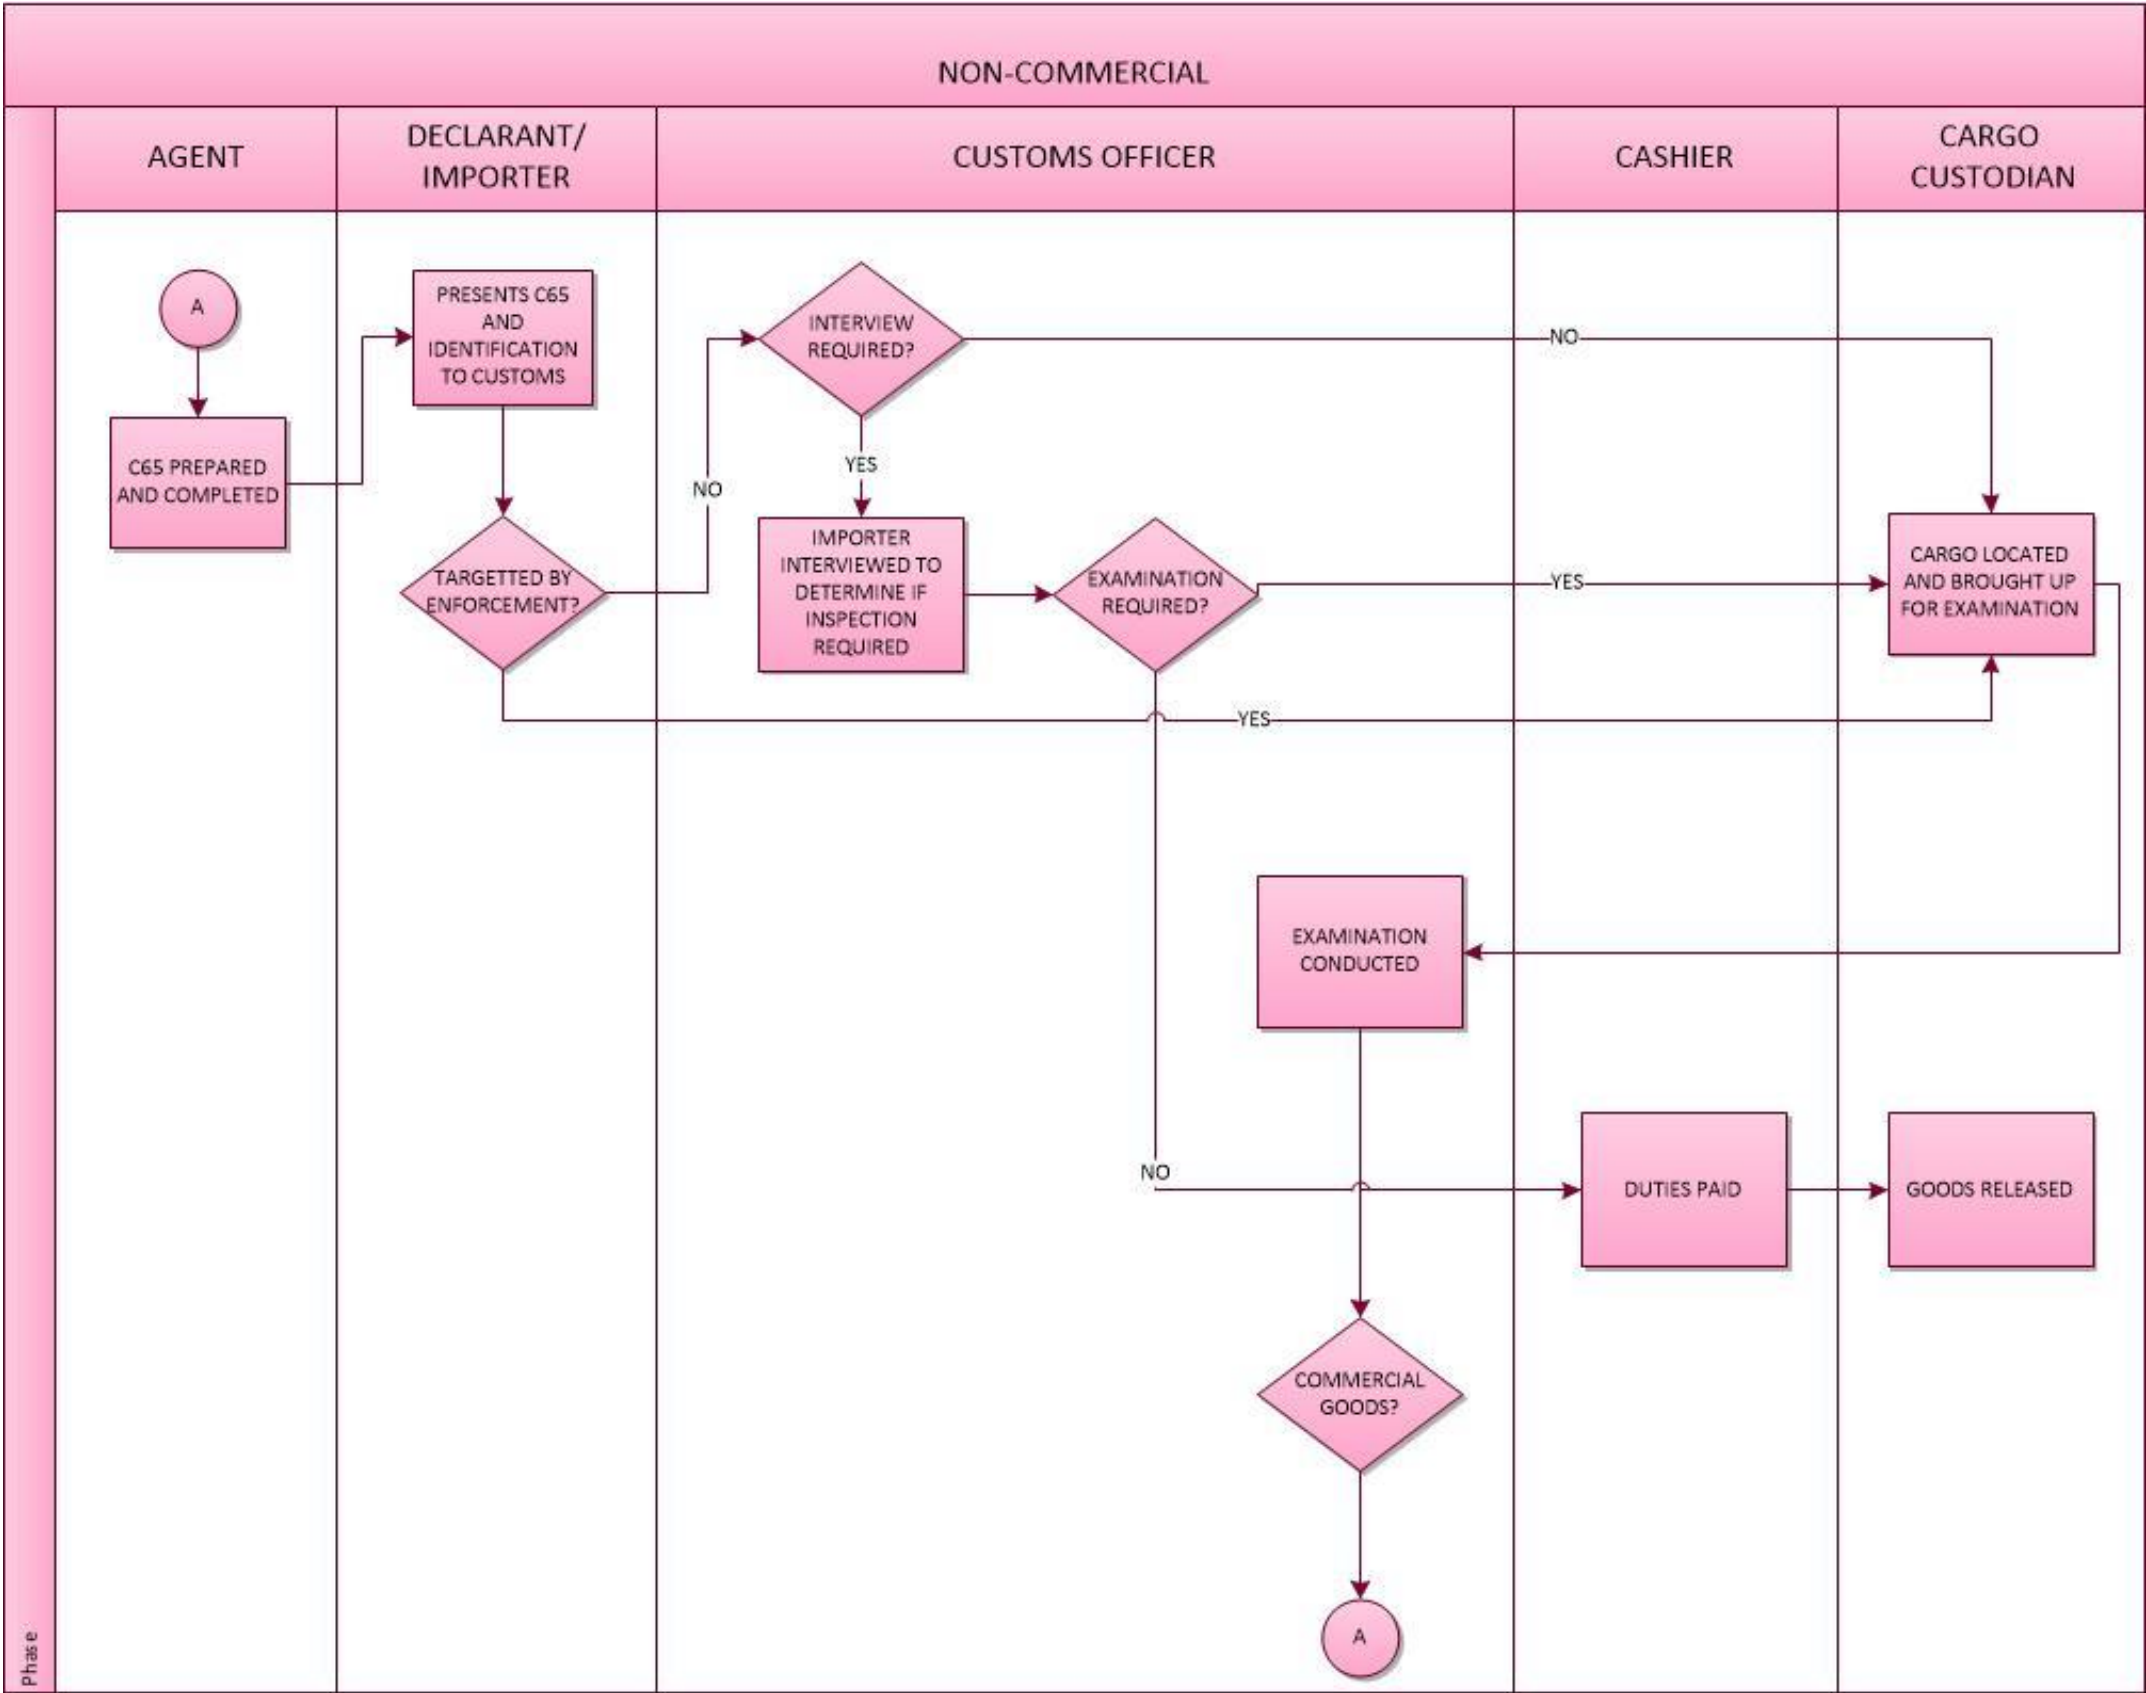 NON-COMMERCIAL
AGENT
DECLARANT/
IMPORTER
CUSTOMS OFFICER
CASHIER
CARGO
CUSTODIAN
A
C65 PREPARED
AND COMPLETED
PRESENTS C65
AND
IDENTIFICATION
TO CUSTOMS
TARGETTED BY
ENFORCEMENT?
NO
INTERVIEW
REQUIRED?
NO
YES
IMPORTER
INTERVIEWED TO
DETERMINE IF
INSPECTION
REQUIRED
EXAMINATION
REQUIRED?
YES
CARGO LOCATED
AND BROUGHT UP
FOR EXAMINATION
YES
EXAMINATION
CONDUCTED
NO
DUTIES PAID
GOODS RELEASED
COMMERCIAL
GOODS?
A
Phase